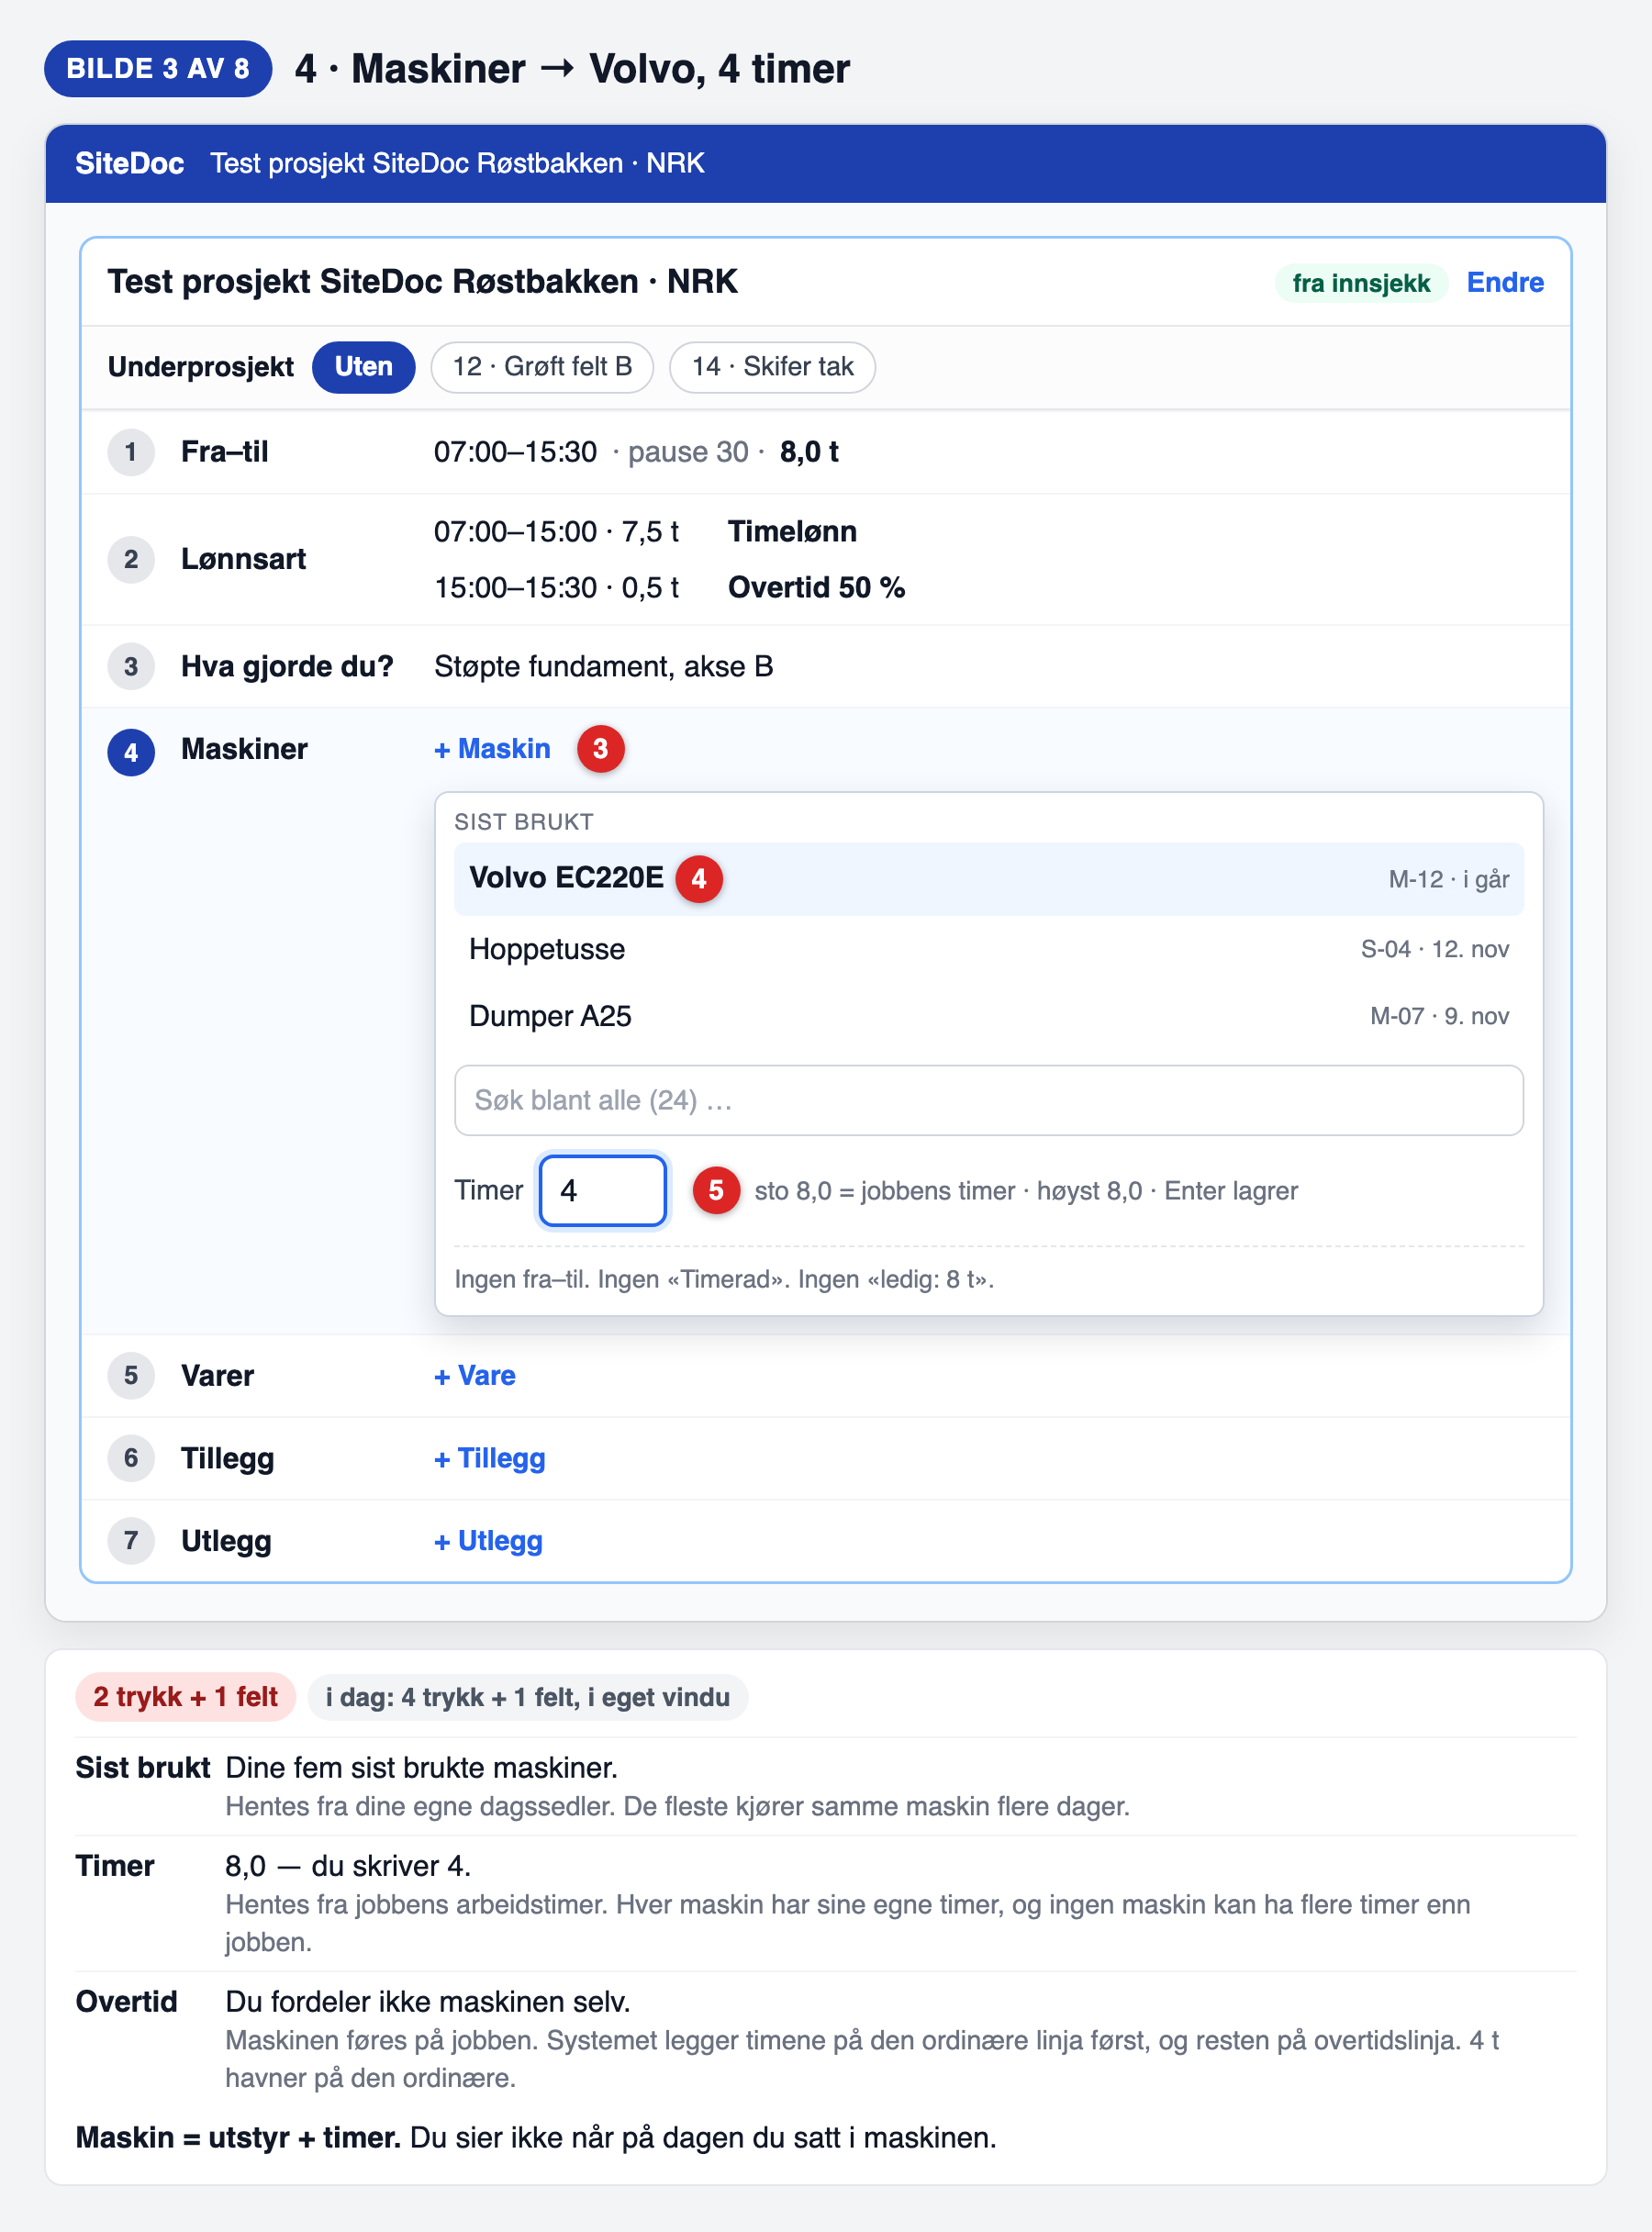 BILDE 3 AV 8 4 · Maskiner → Volvo, 4 timer
SiteDoc Test prosjekt SiteDoc Røstbakken · NRK
Test prosjekt SiteDoc Røstbakken · NRK fra innsjekk Endre
Underprosjekt Uten 12 · Grøft felt B 14 · Skifer tak
1 Fra–til 07:00–15:30 · pause 30 · 8,0 t
2 Lønnsart 07:00–15:00 · 7,5 t Timelønn
15:00–15:30 · 0,5 t Overtid 50 %
3 Hva gjorde du? Støpte fundament, akse B
4 Maskiner + Maskin 3
SIST BRUKT
Volvo EC220E 4 M-12 · i går
Hoppetusse S-04 · 12. nov
Dumper A25 M-07 · 9. nov
Søk blant alle (24) …
Timer 4 5 sto 8,0 = jobbens timer · høyst 8,0 · Enter lagrer
Ingen fra–til. Ingen «Timerad». Ingen «ledig: 8 t».
5 Varer + Vare
6 Tillegg + Tillegg
7 Utlegg + Utlegg
2 trykk + 1 felt i dag: 4 trykk + 1 felt, i eget vindu
Sist brukt Dine fem sist brukte maskiner.
Hentes fra dine egne dagssedler. De fleste kjører samme maskin flere dager.
Timer 8,0 — du skriver 4.
Hentes fra jobbens arbeidstimer. Hver maskin har sine egne timer, og ingen maskin kan ha flere timer enn
jobben.
Overtid Du fordeler ikke maskinen selv.
Maskinen føres på jobben. Systemet legger timene på den ordinære linja først, og resten på overtidslinja. 4 t
havner på den ordinære.
Maskin = utstyr + timer. Du sier ikke når på dagen du satt i maskinen.